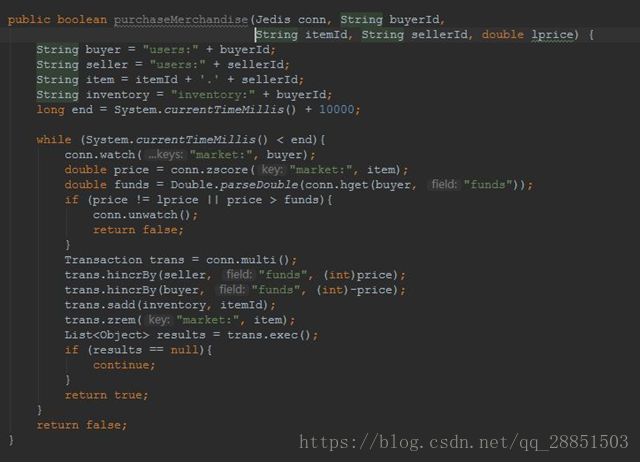 public boolean purchaseMerchandise(Jedis conn, String buyerId,
String itemId, String sellerId, double lprice) {
String buyer = "users:" + buyerId;
String seller = "users:" + sellerId;
String item = itemId + '.' + sellerId;
String inventory = "inventory:" + buyerId;
long end = System.currentTimeMillis() + 10000;
while (System.currentTimeMillis() < end){
conn.watch( ...keys: "market:", buyer);
double price = conn.zscore( key: "market:", item);
double funds = Double.parseDouble(conn.hget(buyer, field: "funds"));
if (price != lprice || price > funds){
conn.unwatch();
return false;
}
Transaction trans = conn.multi();
trans.hincrBy(seller, field: "funds", (int)price);
trans.hincrBy(buyer, field: "funds", (int)-price);
trans.sadd(inventory, itemId);
trans.zrem( key: "market:", item);
List<Object> results = trans.exec();
if (results == null){
continue;
}
return true;
}
return false;
}
https://blog.csdn.net/qq_28851503